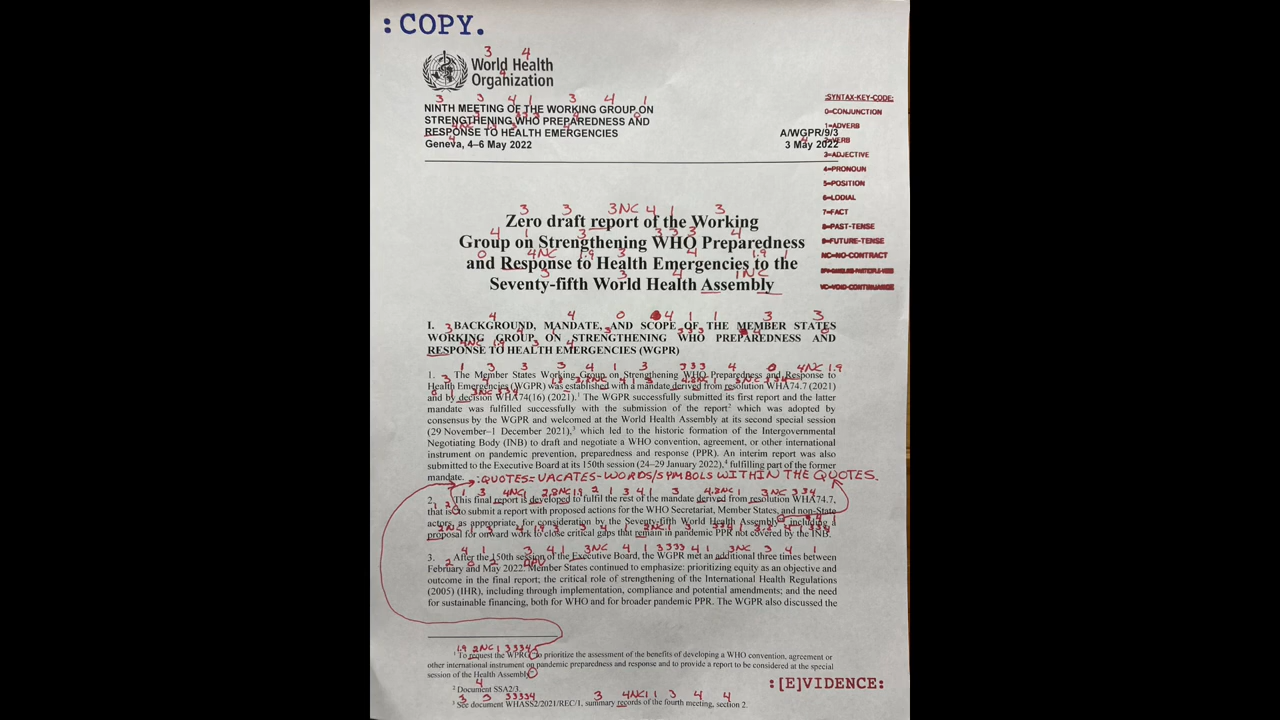 :COPY.
World Health
Organization
NINTH MEETING OF THE WORKING GROUP ON
STRENGTHENING WHO PREPAREDNESS AND
RESPONSE TO HEALTH EMERGENCIES
Geneva, 4–6 May 2022
A/WGPR/9/3
3 May 2022
:SYNTAX-KEY-CODE:
0=CONJUNCTION
1=ADVERB
2=VERB
3=ADJECTIVE
4=PRONOUN
5=POSITION
6=LODIAL
7=FACT
8=PAST-TENSE
9=FUTURE-TENSE
NC=NO-CONTRACT
VC=VOID-CONTINUANCE
Zero draft report of the Working
Group on Strengthening WHO Preparedness
and Response to Health Emergencies to the
Seventy-fifth World Health Assembly
I. BACKGROUND, MANDATE, AND SCOPE OF THE MEMBER STATES
WORKING GROUP ON STRENGTHENING WHO PREPAREDNESS AND
RESPONSE TO HEALTH EMERGENCIES (WGPR)
1. The Member States Working Group on Strengthening WHO Preparedness and Response to
Health Emergencies (WGPR) was established with a mandate derived from resolution WHA74.7 (2021)
and by decision WHA74(16) (2021).¹ The WGPR successfully submitted its first report and the latter
mandate was fulfilled successfully with the submission of the report² which was adopted by
consensus by the WGPR and welcomed at the World Health Assembly at its second special session
(29 November–1 December 2021),³ which led to the historic formation of the Intergovernmental
Negotiating Body (INB) to draft and negotiate a WHO convention, agreement, or other international
instrument on pandemic prevention, preparedness and response (PPR). An interim report was also
submitted to the Executive Board at its 150th session (24–29 January 2022),⁴ fulfilling part of the former
mandate. :QUOTES=VACATES-WORDS/SYMBOLS WITHIN THE QUOTES.
2. This final report is developed to fulfil the rest of the mandate derived from resolution WHA74.7,
that is to submit a report with proposed actions for the WHO Secretariat, Member States, and non-State
actors, as appropriate, for consideration by the Seventy-fifth World Health Assembly, including a
proposal for onward work to close critical gaps that remain in pandemic PPR not covered by the INB.
3. After the 150th session of the Executive Board, the WGPR met an additional three times between
February and May 2022. Member States continued to emphasize: prioritizing equity as an objective and
outcome in the final report; the critical role of strengthening of the International Health Regulations
(2005) (IHR), including through implementation, compliance and potential amendments; and the need
for sustainable financing, both for WHO and for broader pandemic PPR. The WGPR also discussed the
¹ To request the WPRG to prioritize the assessment of the benefits of developing a WHO convention, agreement or
other international instrument on pandemic preparedness and response and to provide a report to be considered at the special
session of the Health Assembly
² Document SSA2/3.
³ See document WHASS2/2021/REC/1, summary records of the fourth meeting, section 2.
:[E]VIDENCE: